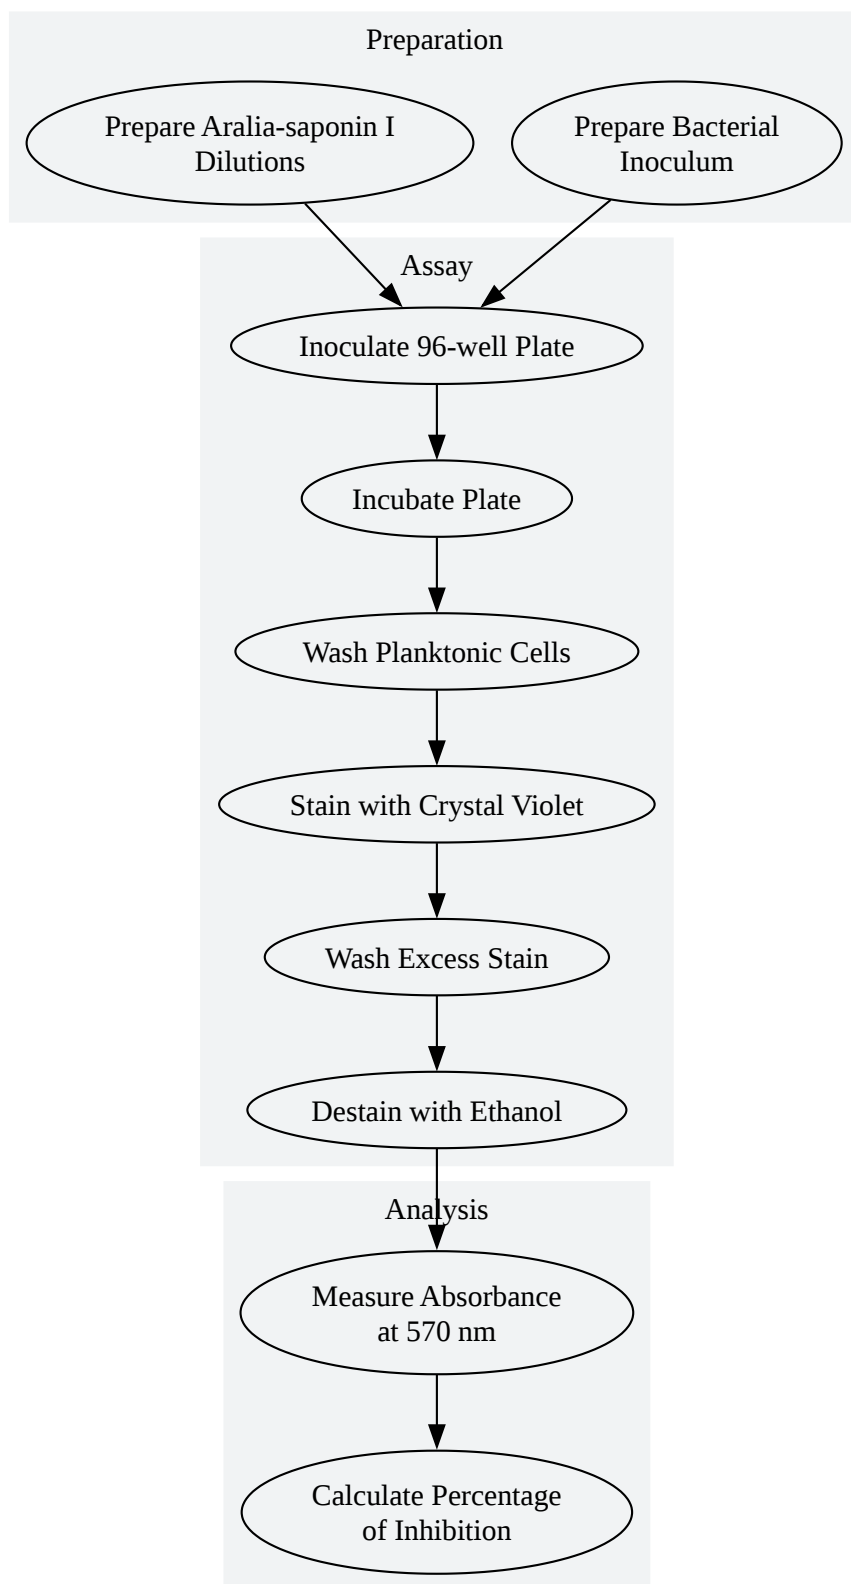 Preparation
Prepare Aralia-saponin I
Dilutions
Prepare Bacterial
Inoculum
Assay
Inoculate 96-well Plate
Incubate Plate
Wash Planktonic Cells
Stain with Crystal Violet
Wash Excess Stain
Destain with Ethanol
Analysis
Measure Absorbance
at 570 nm
Calculate Percentage
of Inhibition